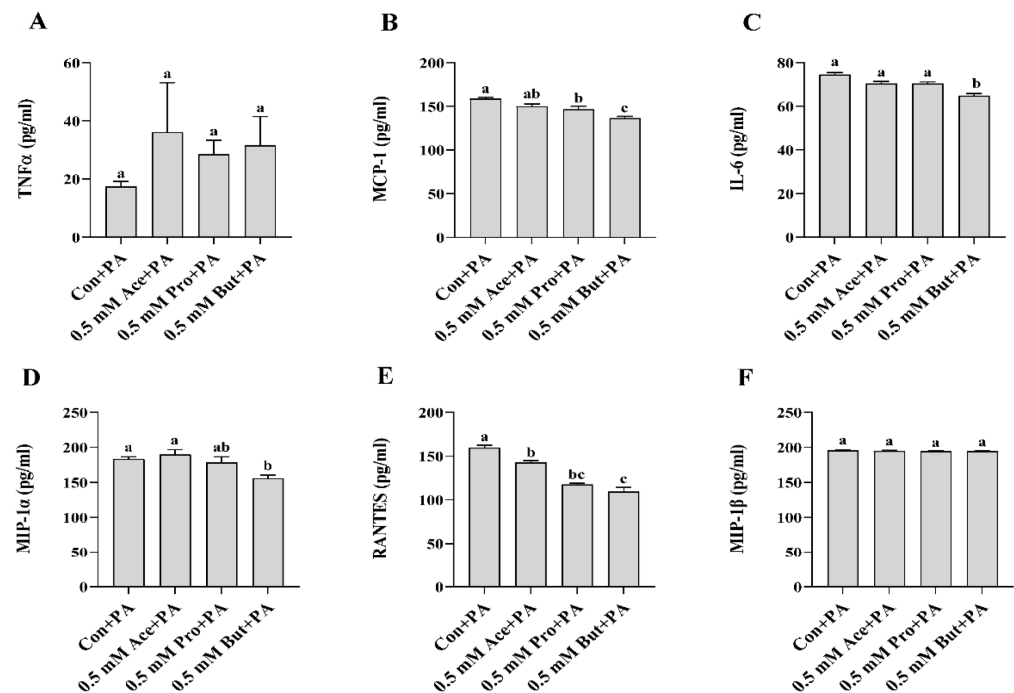 A
TNFα (pg/ml)
60
40
20
0
a
a
a
a
Con+PA
0.5 mM Ace+PA
0.5 mM Pro+PA
0.5 mM But+PA
B
MCP-1 (pg/ml)
200
150
100
50
0
a
ab
b
c
Con+PA
0.5 mM Ace+PA
0.5 mM Pro+PA
0.5 mM But+PA
C
IL-6 (pg/ml)
80
60
40
20
0
a
a
a
b
Con+PA
0.5 mM Ace+PA
0.5 mM Pro+PA
0.5 mM But+PA
D
MIP-1α (pg/ml)
250
200
150
100
50
0
a
a
ab
b
Con+PA
0.5 mM Ace+PA
0.5 mM Pro+PA
0.5 mM But+PA
E
RANTES (pg/ml)
200
150
100
50
0
a
b
bc
c
Con+PA
0.5 mM Ace+PA
0.5 mM Pro+PA
0.5 mM But+PA
F
MIP-1β (pg/ml)
250
200
150
100
50
0
a
a
a
a
Con+PA
0.5 mM Ace+PA
0.5 mM Pro+PA
0.5 mM But+PA